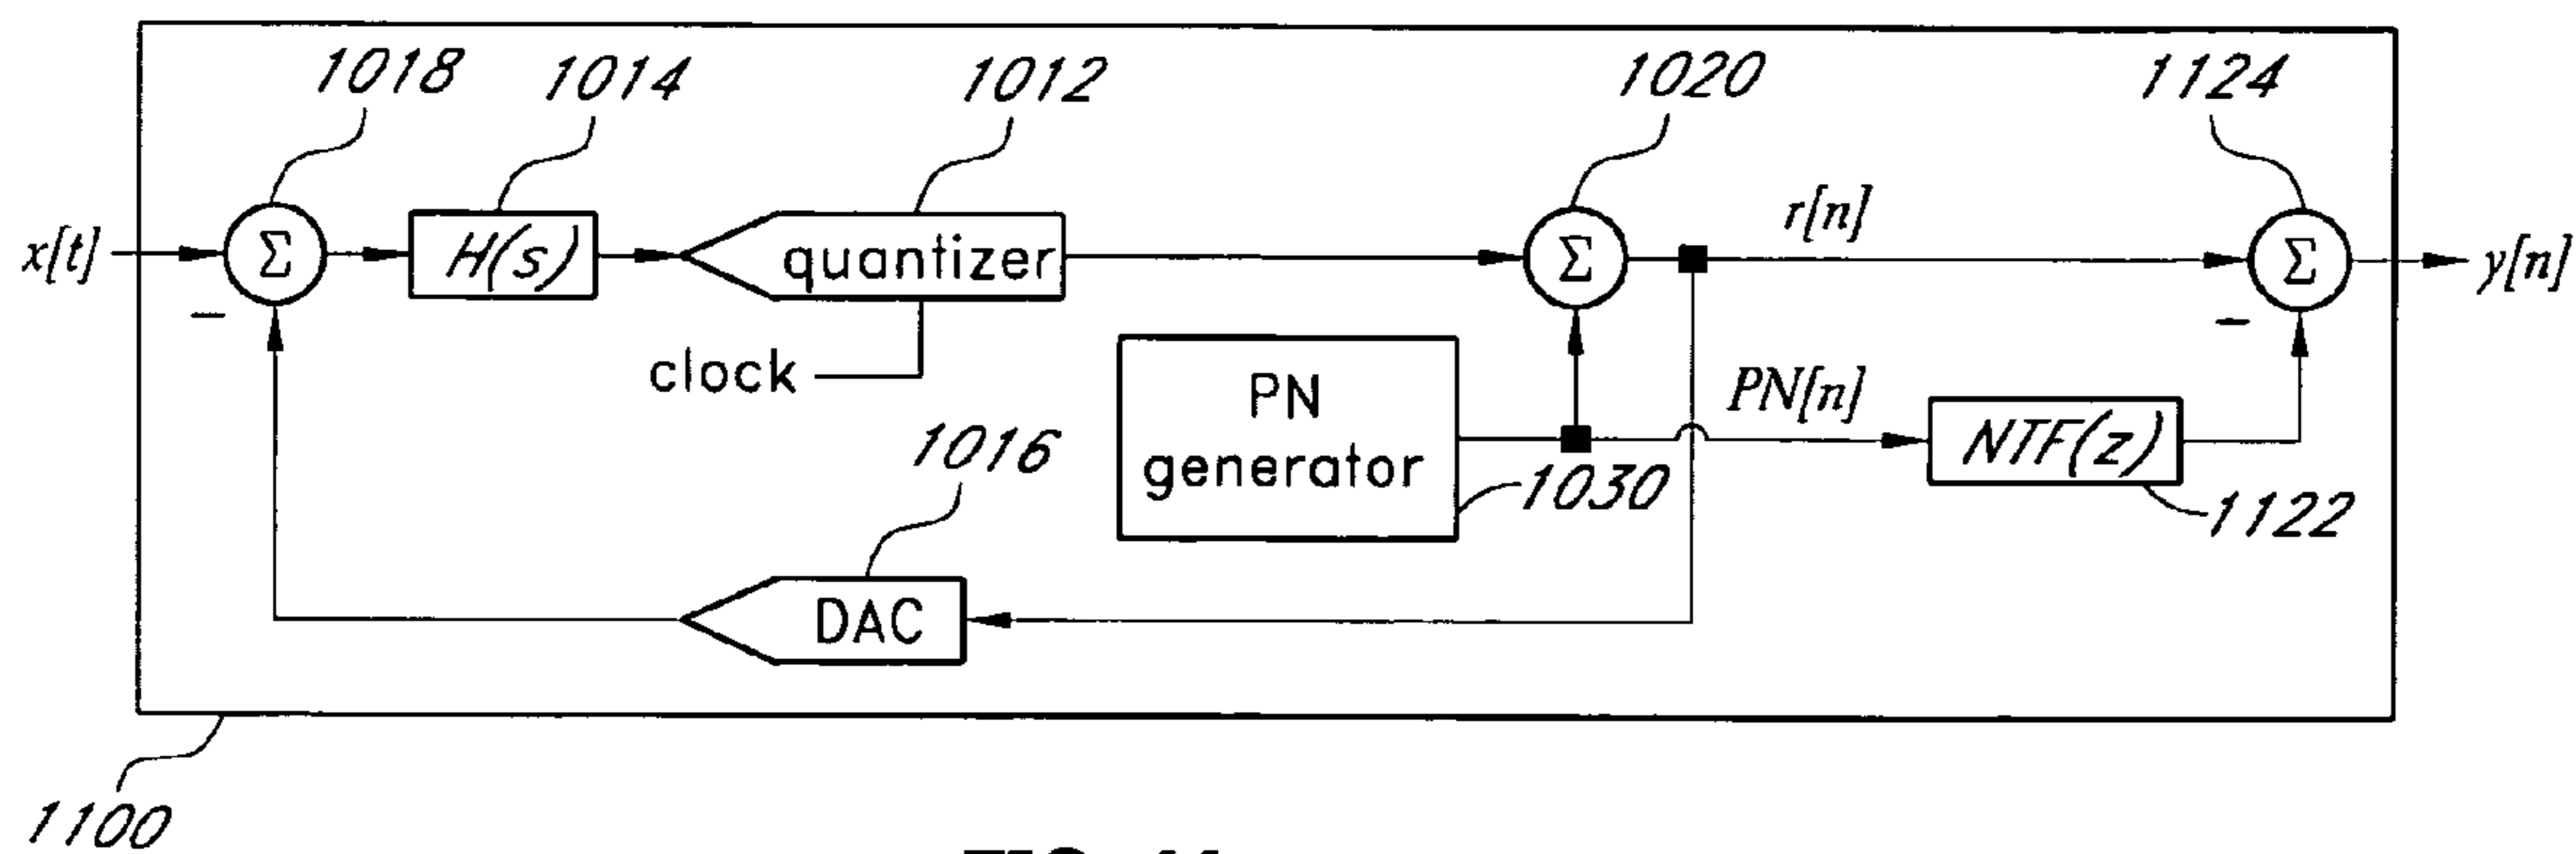 1018
1014
1012
1020
1124
x[t]
Σ
H(s)
quantizer
Σ
r[n]
Σ
y[n]
−
−
clock
PN
generator
PN[n]
NTF(z)
1030
1122
1016
DAC
1100